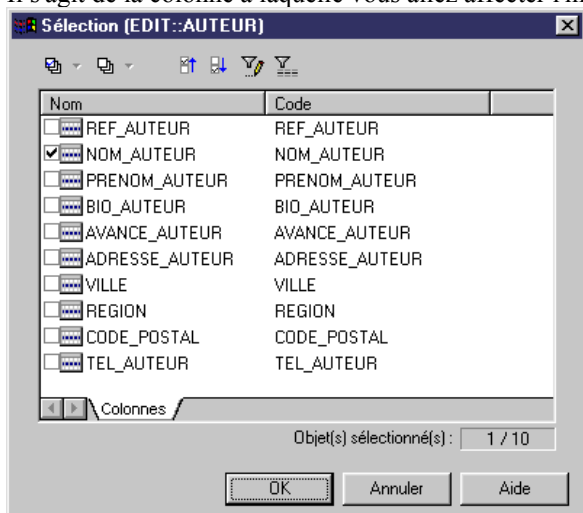 Il s'agit de la colonne à laquelle vous allez affecter l'in
Sélection (EDIT::AUTEUR)
Nom Code
REF_AUTEUR REF_AUTEUR
NOM_AUTEUR NOM_AUTEUR
PRENOM_AUTEUR PRENOM_AUTEUR
BIO_AUTEUR BIO_AUTEUR
AVANCE_AUTEUR AVANCE_AUTEUR
ADRESSE_AUTEUR ADRESSE_AUTEUR
VILLE VILLE
REGION REGION
CODE_POSTAL CODE_POSTAL
TEL_AUTEUR TEL_AUTEUR
Colonnes
Objet(s) sélectionné(s) : 1 / 10
OK Annuler Aide